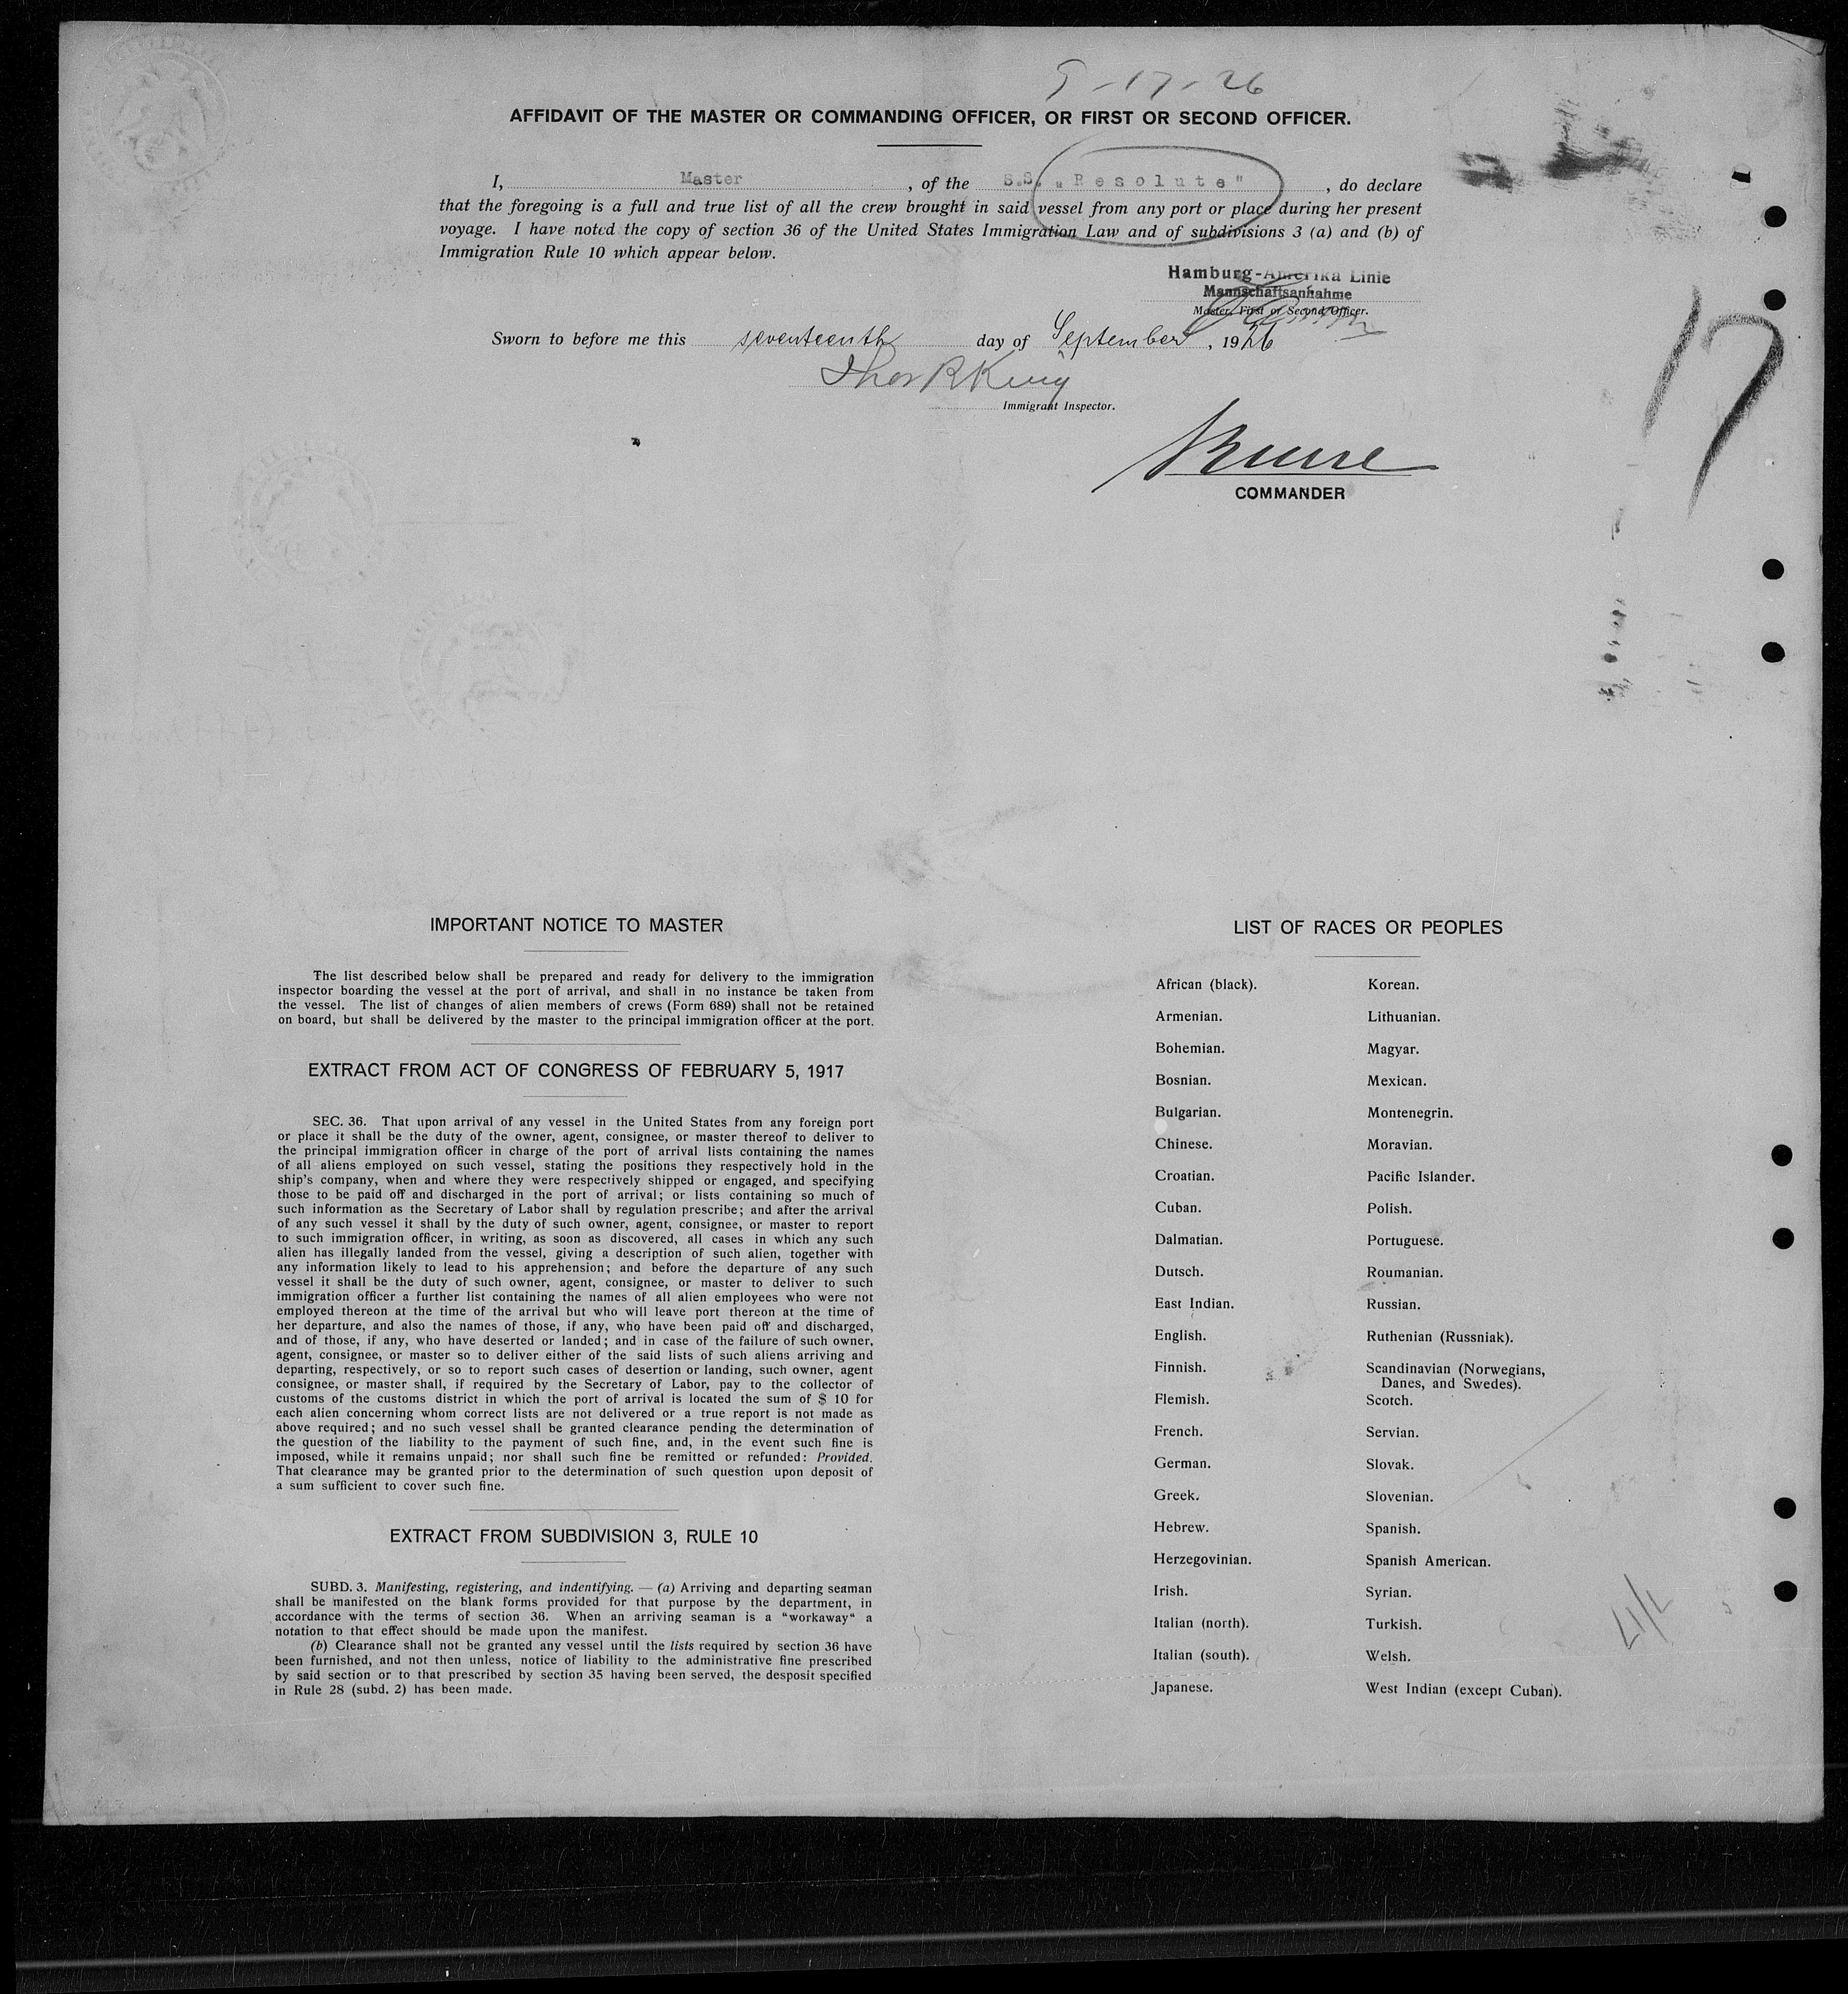 9-17-26
AFFIDAVIT OF THE MASTER OR COMMANDING OFFICER, OR FIRST OR SECOND OFFICER.
I, Master, of the S.S. „Resolute", do declare
that the foregoing is a full and true list of all the crew brought in said vessel from any port or place during her present
voyage. I have noted the copy of section 36 of the United States Immigration Law and of subdivisions 3 (a) and (b) of
Immigration Rule 10 which appear below.
Hamburg-Amerika Linie
Mannschaftsannahme
Master, First or Second Officer.
Sworn to before me this seventeenth day of September, 1926
King
Immigrant Inspector.
17
COMMANDER
IMPORTANT NOTICE TO MASTER
The list described below shall be prepared and ready for delivery to the immigration
inspector boarding the vessel at the port of arrival, and shall in no instance be taken from
the vessel. The list of changes of alien members of crews (Form 689) shall not be retained
on board, but shall be delivered by the master to the principal immigration officer at the port.
EXTRACT FROM ACT OF CONGRESS OF FEBRUARY 5, 1917
SEC. 36. That upon arrival of any vessel in the United States from any foreign port
or place it shall be the duty of the owner, agent, consignee, or master thereof to deliver to
the principal immigration officer in charge of the port of arrival lists containing the names
of all aliens employed on such vessel, stating the positions they respectively hold in the
ship's company, when and where they were respectively shipped or engaged, and specifying
those to be paid off and discharged in the port of arrival; or lists containing so much of
such information as the Secretary of Labor shall by regulation prescribe; and after the arrival
of any such vessel it shall by the duty of such owner, agent, consignee, or master to report
to such immigration officer, in writing, as soon as discovered, all cases in which any such
alien has illegally landed from the vessel, giving a description of such alien, together with
any information likely to lead to his apprehension; and before the departure of any such
vessel it shall be the duty of such owner, agent, consignee, or master to deliver to such
immigration officer a further list containing the names of all alien employees who were not
employed thereon at the time of the arrival but who will leave port thereon at the time of
her departure, and also the names of those, if any, who have been paid off and discharged,
and of those, if any, who have deserted or landed; and in case of the failure of such owner,
agent, consignee, or master so to deliver either of the said lists of such aliens arriving and
departing, respectively, or so to report such cases of desertion or landing, such owner, agent
consignee, or master shall, if required by the Secretary of Labor, pay to the collector of
customs of the customs district in which the port of arrival is located the sum of $ 10 for
each alien concerning whom correct lists are not delivered or a true report is not made as
above required; and no such vessel shall be granted clearance pending the determination of
the question of the liability to the payment of such fine, and, in the event such fine is
imposed, while it remains unpaid; nor shall such fine be remitted or refunded: Provided.
That clearance may be granted prior to the determination of such question upon deposit of
a sum sufficient to cover such fine.
EXTRACT FROM SUBDIVISION 3, RULE 10
SUBD. 3. Manifesting, registering, and indentifying. — (a) Arriving and departing seaman
shall be manifested on the blank forms provided for that purpose by the department, in
accordance with the terms of section 36. When an arriving seaman is a "workaway" a
notation to that effect should be made upon the manifest.
(b) Clearance shall not be granted any vessel until the lists required by section 36 have
been furnished, and not then unless, notice of liability to the administrative fine prescribed
by said section or to that prescribed by section 35 having been served, the desposit specified
in Rule 28 (subd. 2) has been made.
LIST OF RACES OR PEOPLES
African (black).
Armenian.
Bohemian.
Bosnian.
Bulgarian.
Chinese.
Croatian.
Cuban.
Dalmatian.
Dutsch.
East Indian.
English.
Finnish.
Flemish.
French.
German.
Greek.
Hebrew.
Herzegovinian.
Irish.
Italian (north).
Italian (south).
Japanese.
Korean.
Lithuanian.
Magyar.
Mexican.
Montenegrin.
Moravian.
Pacific Islander.
Polish.
Portuguese.
Roumanian.
Russian.
Ruthenian (Russniak).
Scandinavian (Norwegians,
Danes, and Swedes).
Scotch.
Servian.
Slovak.
Slovenian.
Spanish.
Spanish American.
Syrian.
Turkish.
Welsh.
West Indian (except Cuban).